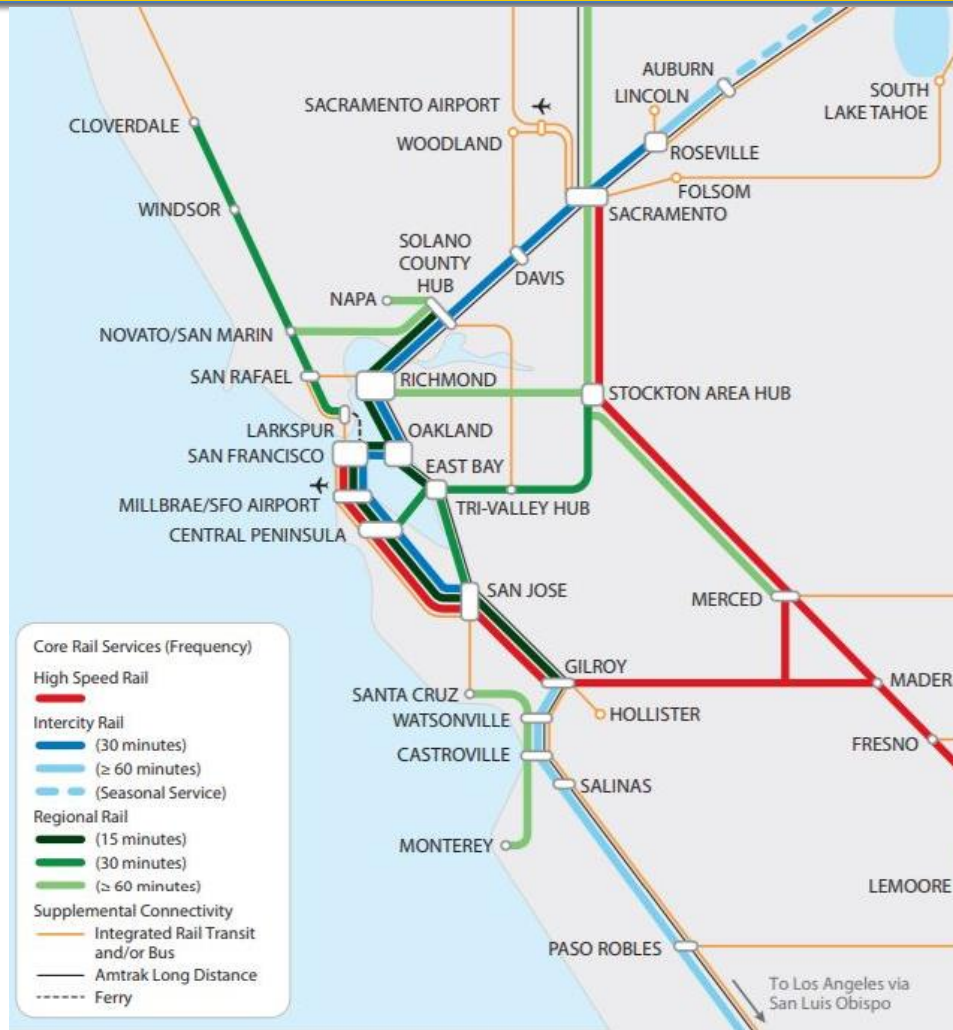 AUBURN
LINCOLN
SOUTH
LAKE TAHOE
SACRAMENTO AIRPORT
CLOVERDALE
WOODLAND
ROSEVILLE
FOLSOM
WINDSOR
SACRAMENTO
SOLANO
COUNTY
HUB
DAVIS
NAPA
NOVATO/SAN MARIN
SAN RAFAEL
RICHMOND
STOCKTON AREA HUB
LARKSPUR
OAKLAND
SAN FRANCISCO
EAST BAY
MILLBRAE/SFO AIRPORT
TRI-VALLEY HUB
CENTRAL PENINSULA
SAN JOSE
MERCED
GILROY
MADER
SANTA CRUZ
WATSONVILLE
HOLLISTER
FRESNO
CASTROVILLE
SALINAS
MONTEREY
LEMOORE
PASO ROBLES
To Los Angeles via
San Luis Obispo
Core Rail Services (Frequency)
High Speed Rail
Intercity Rail
(30 minutes)
(≥ 60 minutes)
(Seasonal Service)
Regional Rail
(15 minutes)
(30 minutes)
(≥ 60 minutes)
Supplemental Connectivity
Integrated Rail Transit
and/or Bus
Amtrak Long Distance
Ferry